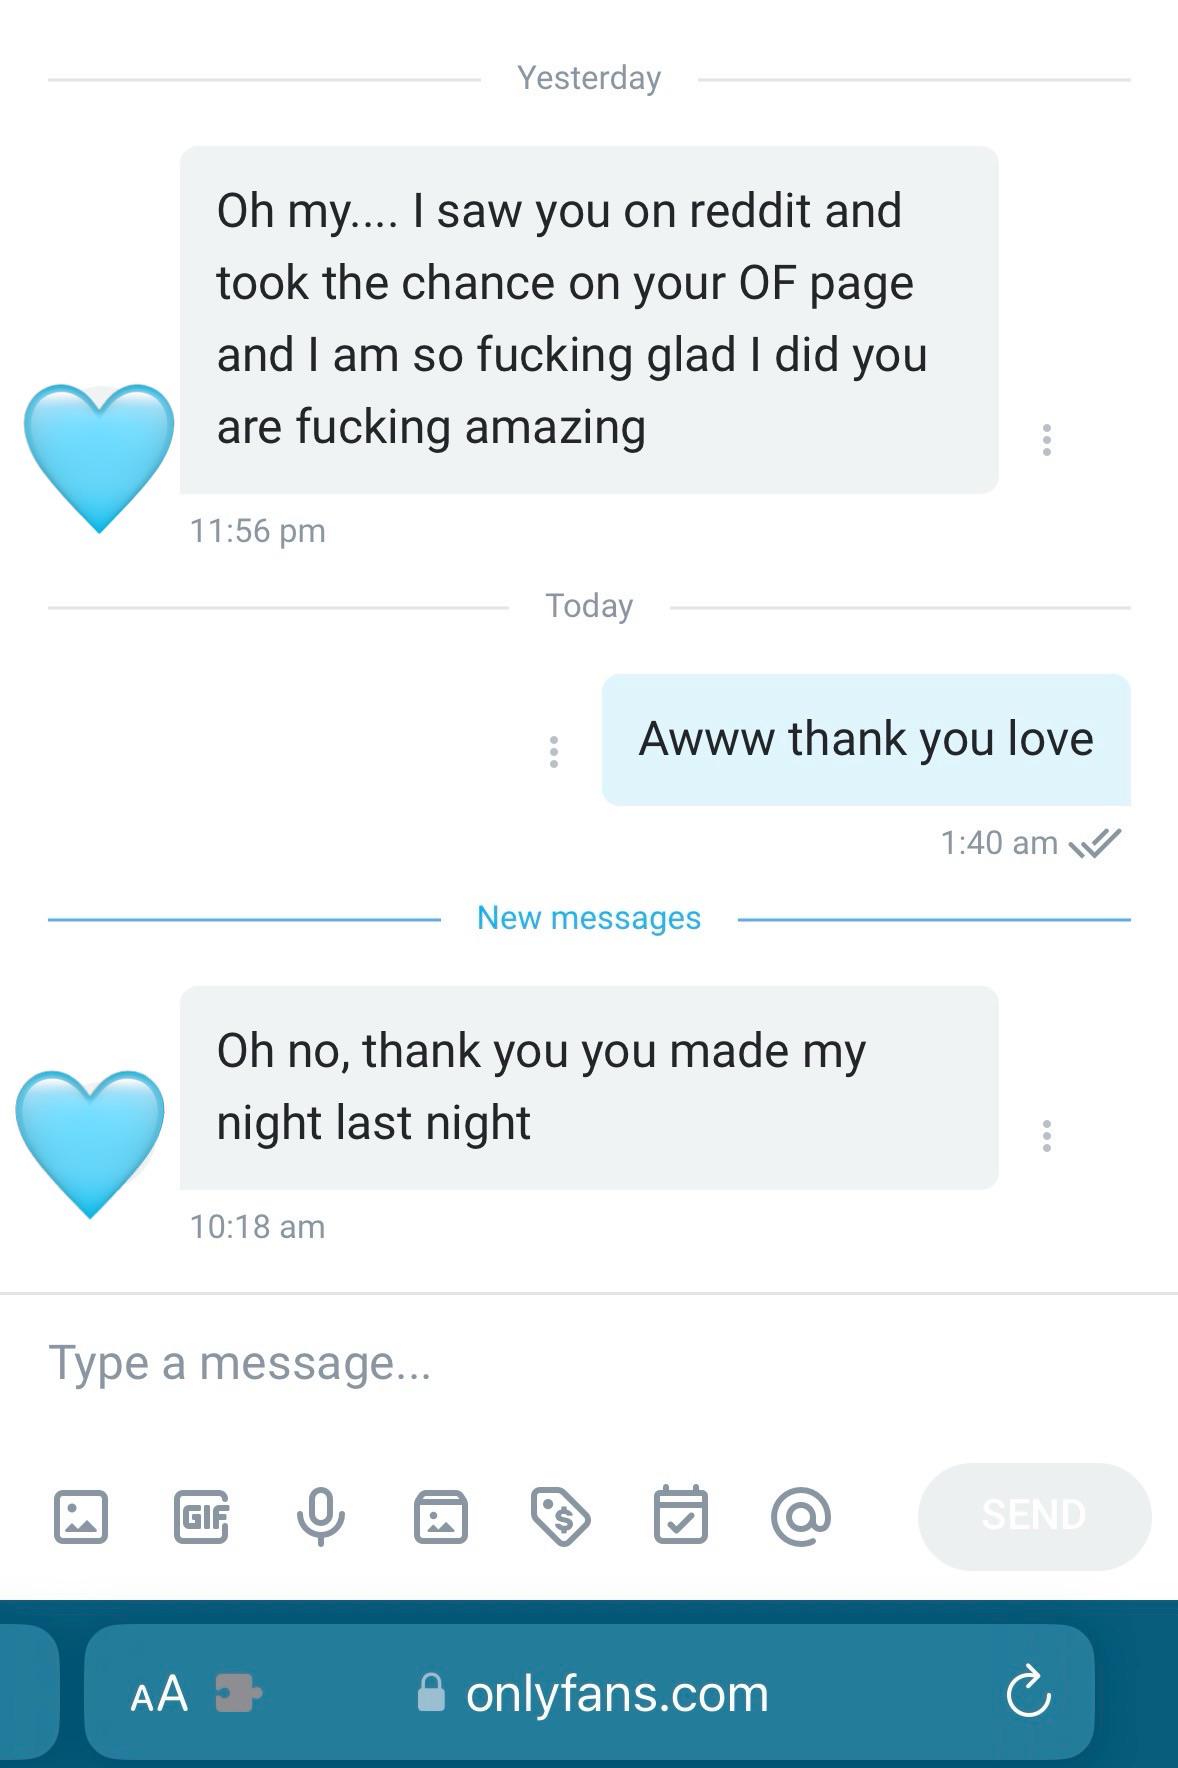 Yesterday
Oh my.... I saw you on reddit and
took the chance on your OF page
and I am so fucking glad I did you
are fucking amazing
11:56 pm
Today
Awww thank you love
1:40 am
New messages
Oh no, thank you you made my
night last night
10:18 am
Type a message...
GIF
$
@
SEND
AA
onlyfans.com